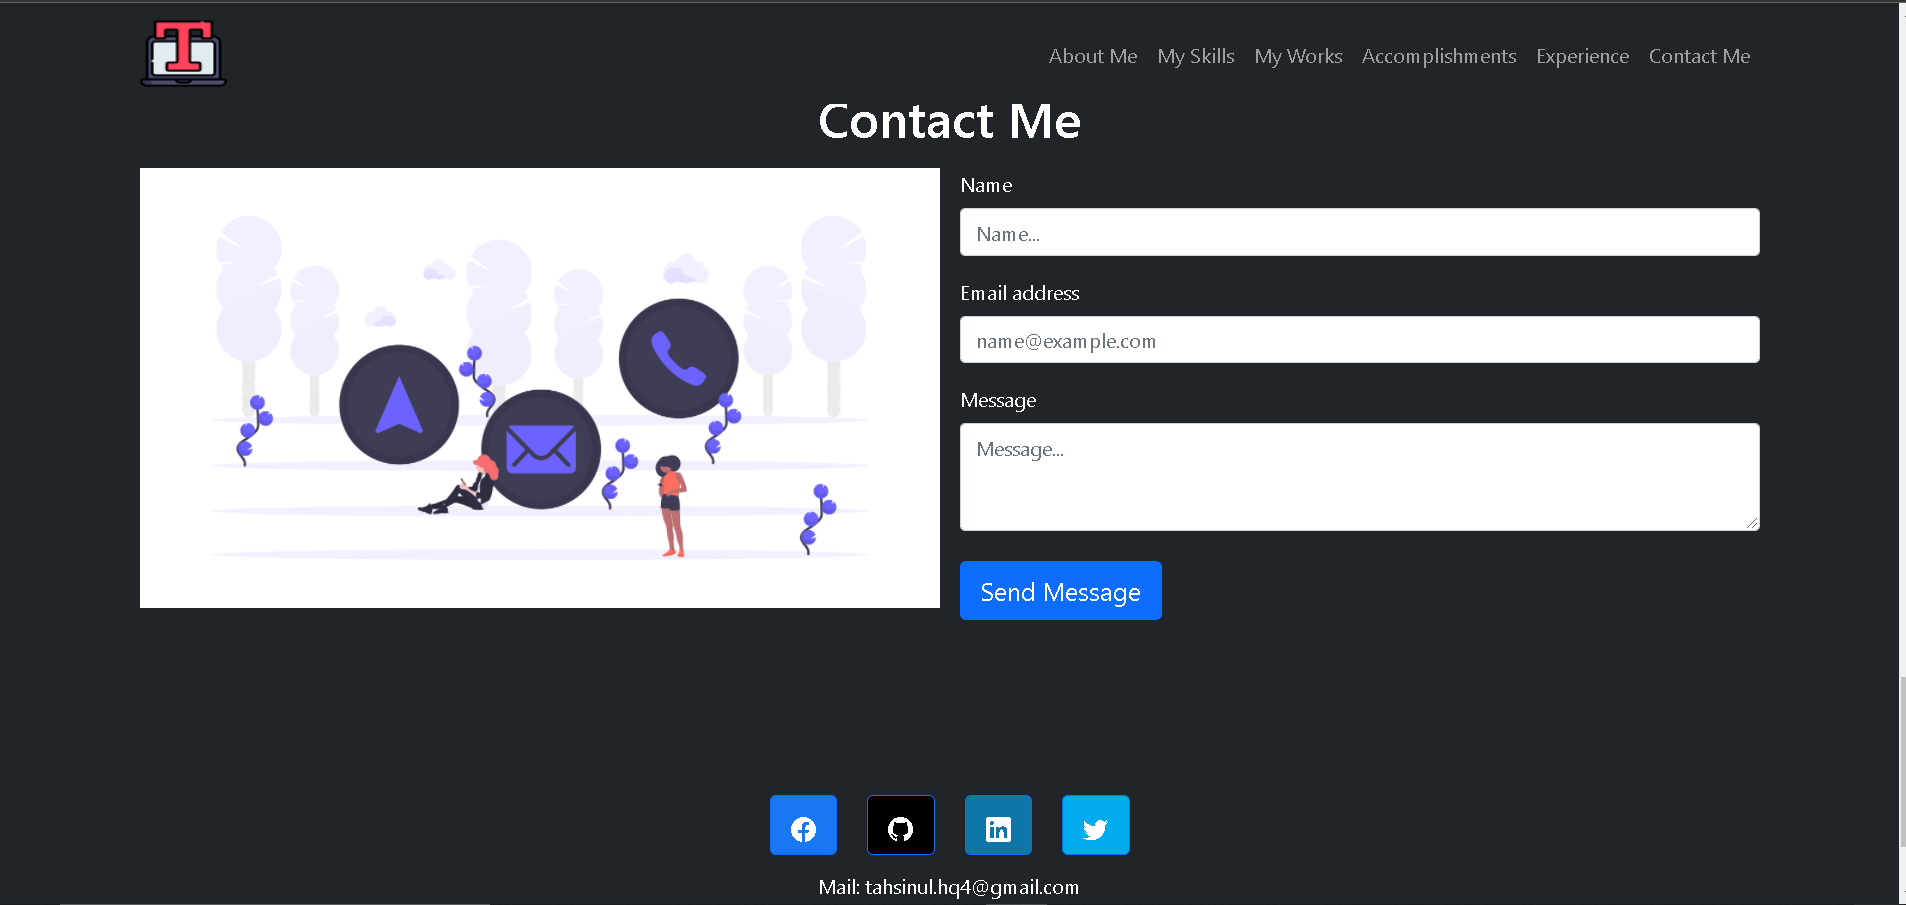 T
About Me My Skills My Works Accomplishments Experience Contact Me
Contact Me
Name
Name...
Email address
name@example.com
Message
Message...
Send Message
in
Mail: tahsinul.hq4@gmail.com